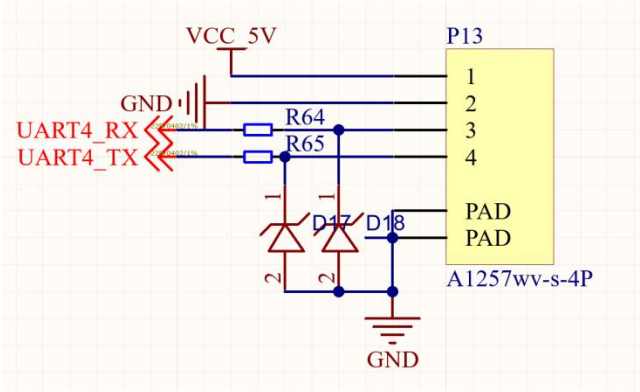 VCC_5V
P13
1
GND
2
R64
UART4_RX
3
R65
UART4_TX
4
1
1
PAD
D17
D18
PAD
2
2
A1257wv-s-4P
GND